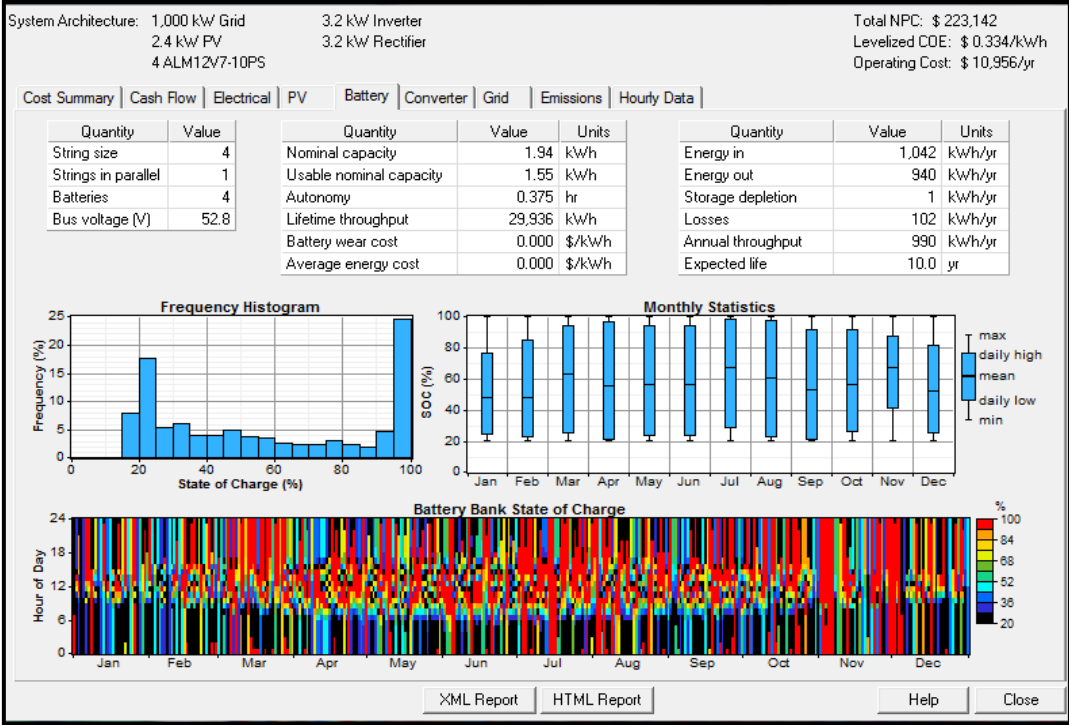 System Architecture: 1,000 kW Grid 3.2 kW Inverter Total NPC: $ 223,142
2.4 kW PV 3.2 kW Rectifier Levelized COE: $ 0.334/kWh
4 ALM12V7-10PS Operating Cost: $ 10,956/yr
Cost Summary Cash Flow Electrical PV Battery Converter Grid Emissions Hourly Data
Quantity Value Quantity Value Units Quantity Value Units
String size 4 Nominal capacity 1.94 kWh Energy in 1,042 kWh/yr
Strings in parallel 1 Usable nominal capacity 1.55 kWh Energy out 940 kWh/yr
Batteries 4 Autonomy 0.375 hr Storage depletion 1 kWh/yr
Bus voltage (V) 52.8 Lifetime throughput 29,936 kWh Losses 102 kWh/yr
Battery wear cost 0.000 $/kWh Annual throughput 990 kWh/yr
Average energy cost 0.000 $/kWh Expected life 10.0 yr
Frequency Histogram
25
20
15
10
5
0
Frequency (%)
0 20 40 60 80 100
State of Charge (%)
Monthly Statistics
100
80
60
40
20
0
SOC (%)
Jan Feb Mar Apr May Jun Jul Aug Sep Oct Nov Dec
max
daily high
mean
daily low
min
Battery Bank State of Charge
24
18
12
6
0
Hour of Day
Jan Feb Mar Apr May Jun Jul Aug Sep Oct Nov Dec
%
100
84
68
52
36
20
XML Report HTML Report Help Close